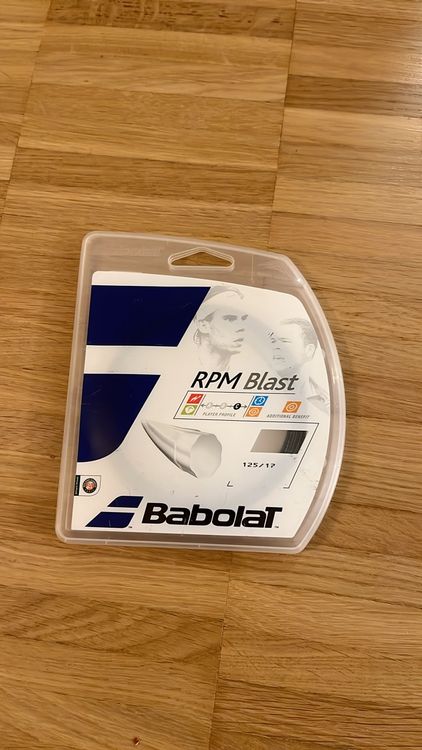 RPM Blast
PLAYER PROFILE
ADDITIONAL BENEFIT
125/17
L
BabolaT